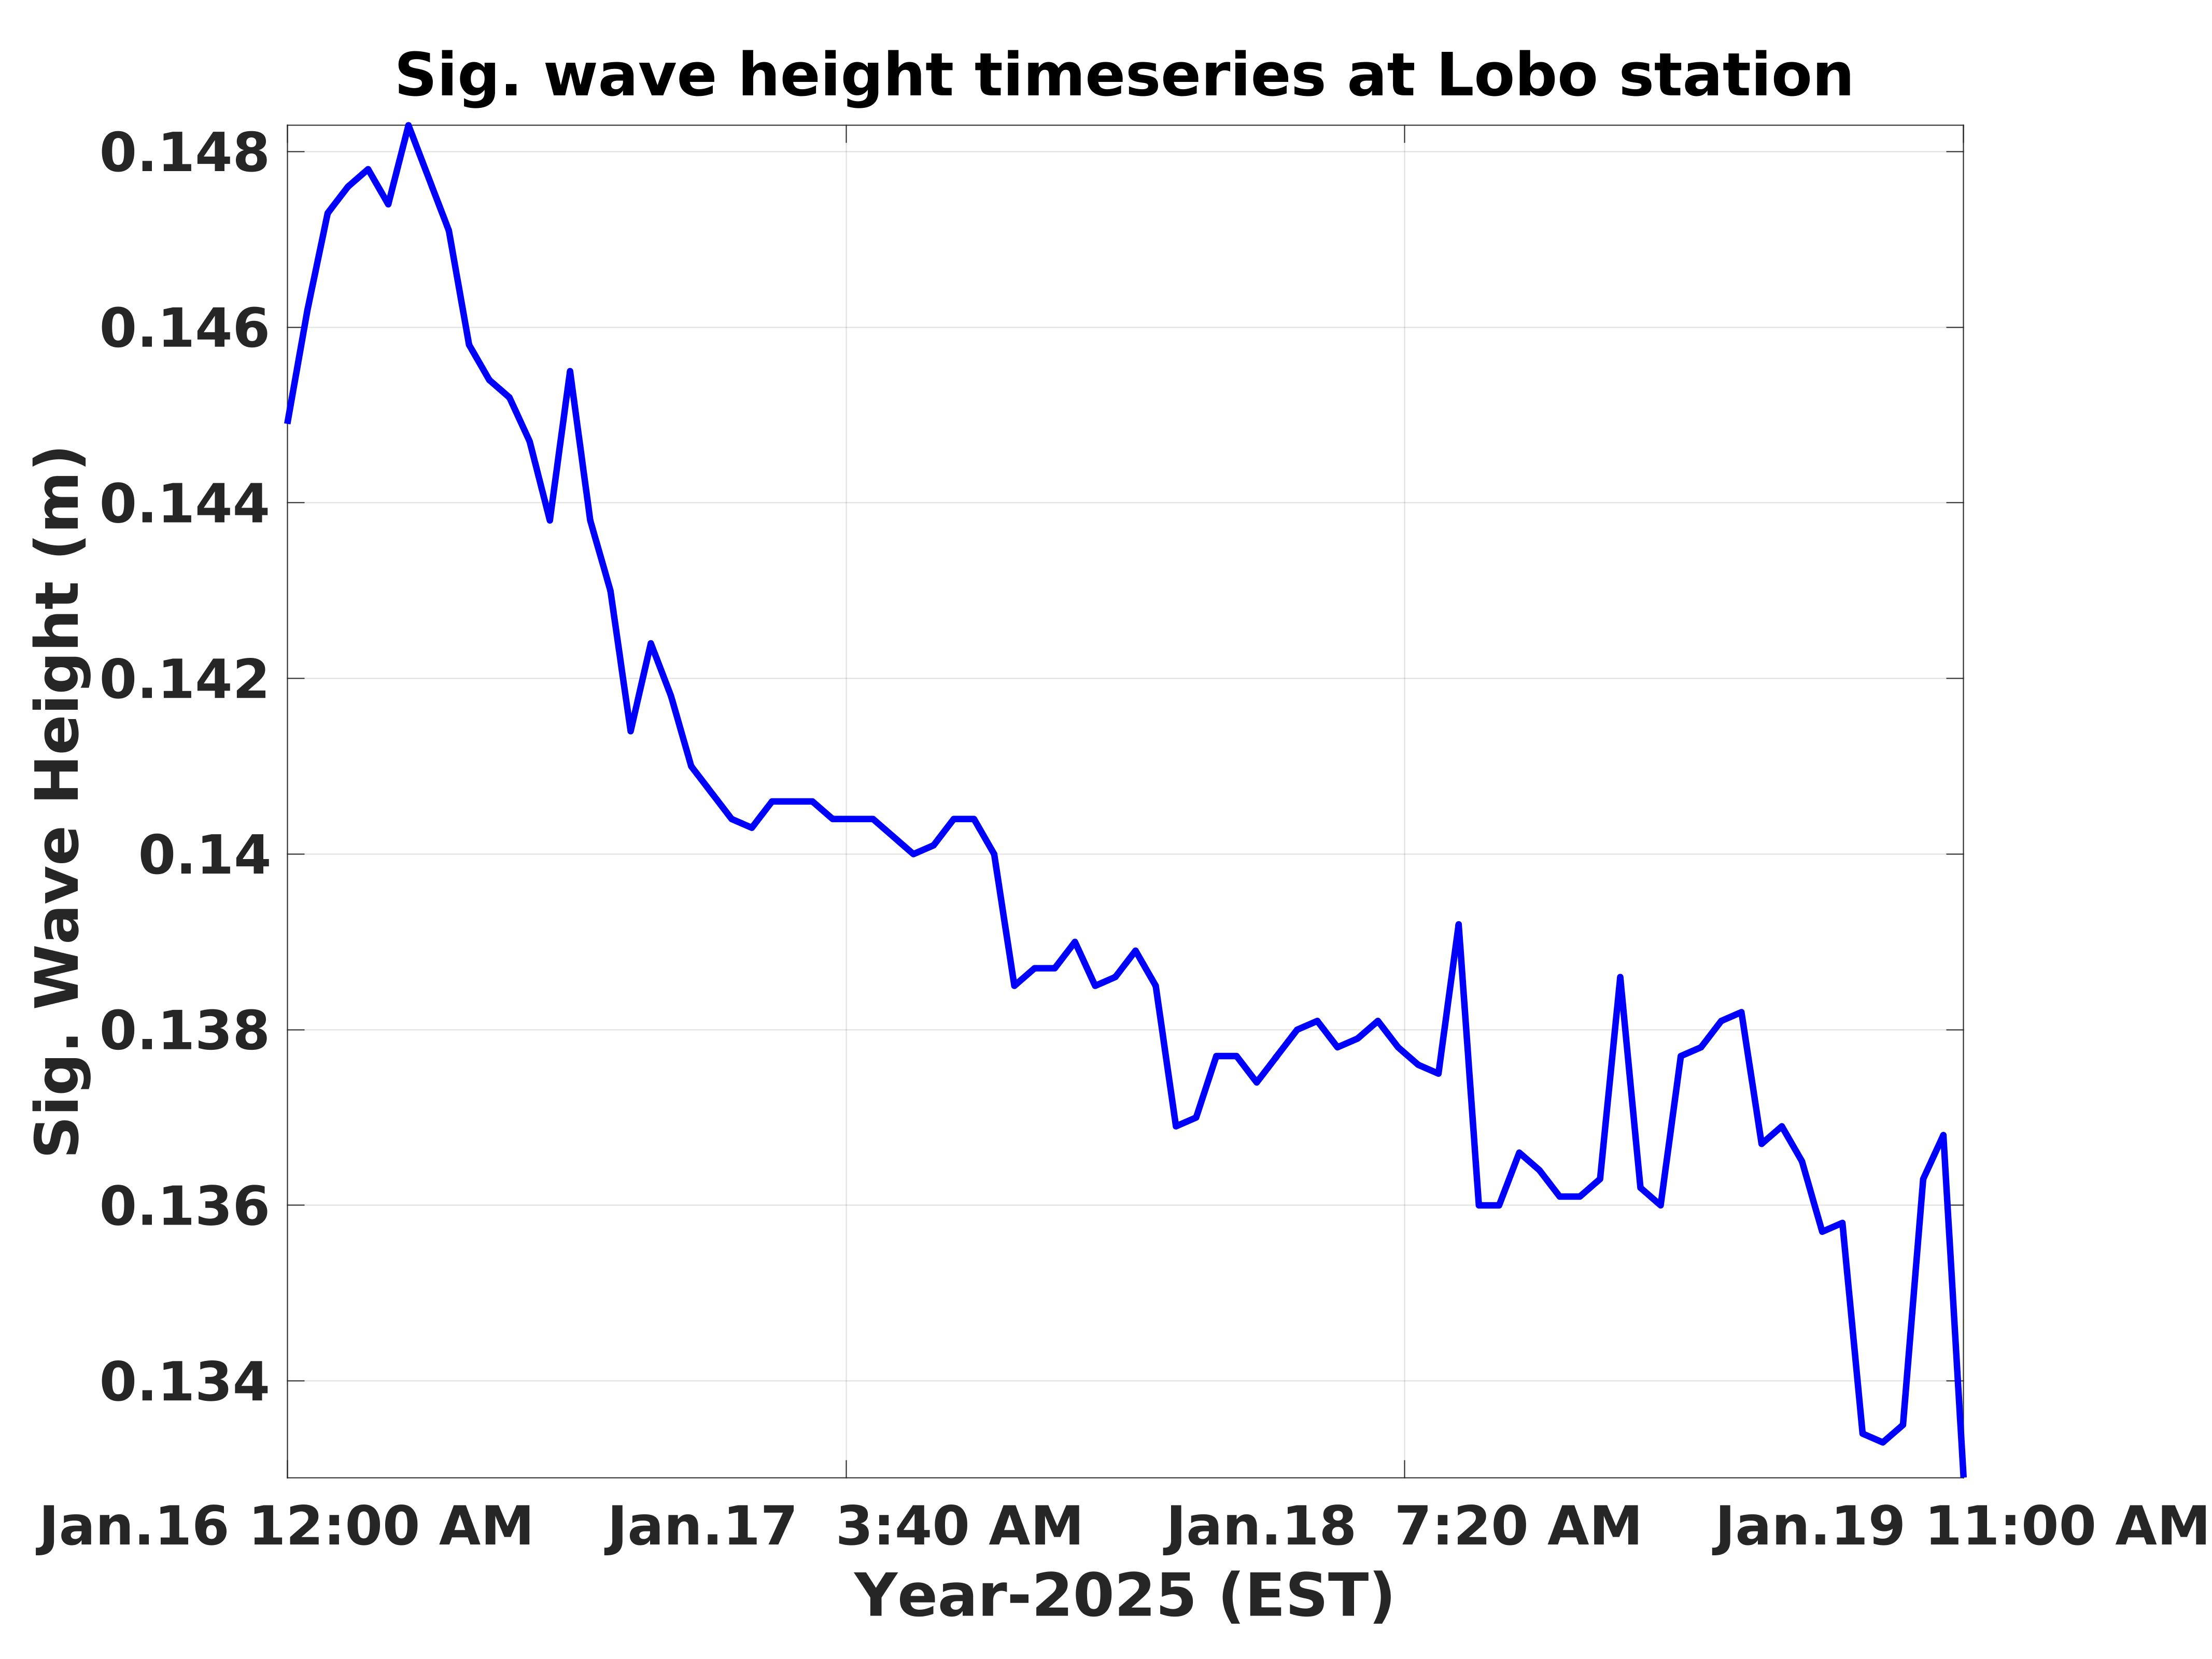 Sig. wave height timeseries at Lobo station
0.148
0.146
0.144
0.142
0.14
0.138
0.136
0.134
Sig. Wave Height (m)
Jan.16 12:00 AM
Jan.17 3:40 AM
Jan.18 7:20 AM
Jan.19 11:00 AM
Year-2025 (EST)